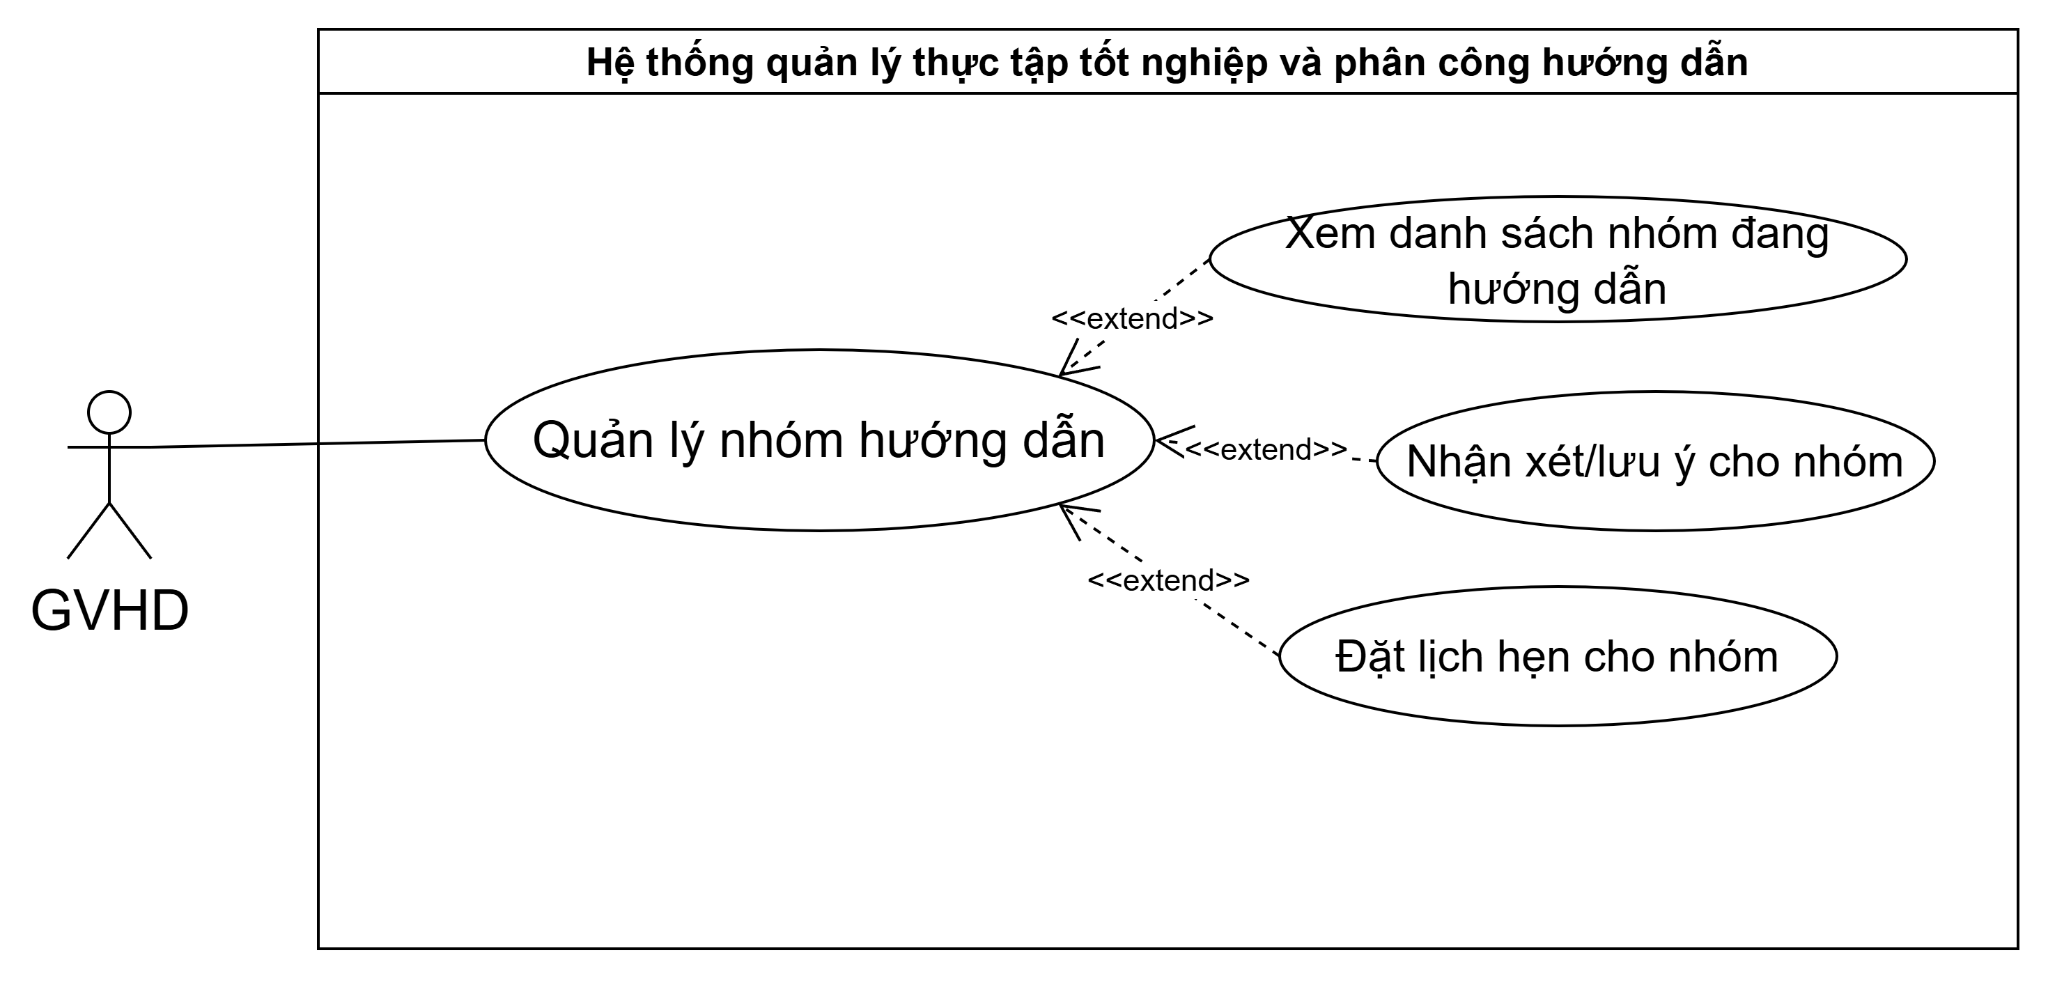 Hệ thống quản lý thực tập tốt nghiệp và phân công hướng dẫn
Xem danh sách nhóm đang
hướng dẫn
<<extend>>
Quản lý nhóm hướng dẫn
<<extend>>
Nhận xét/lưu ý cho nhóm
<<extend>>
GVHD
Đặt lịch hẹn cho nhóm